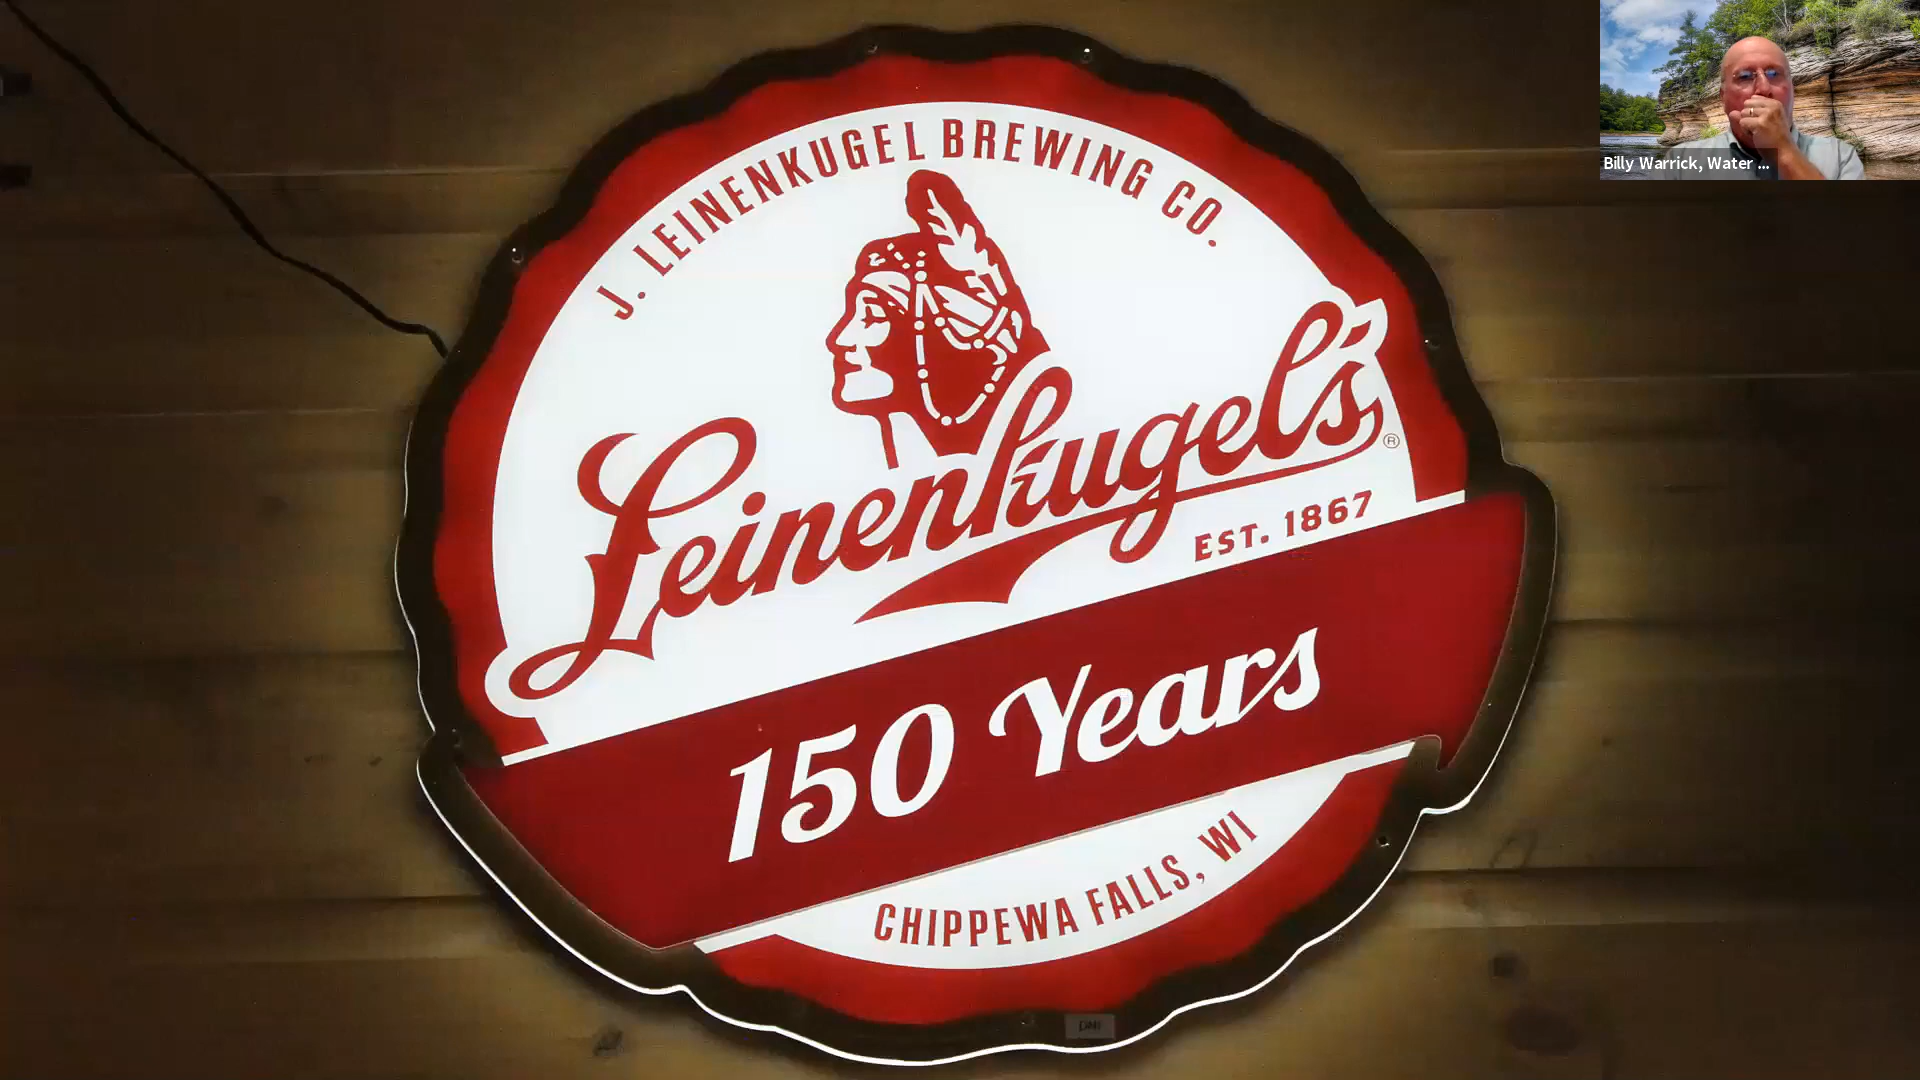 J. LEINENKUGEL BREWING CO.
Leinenkugel's®
EST. 1867
150 Years
CHIPPEWA FALLS, WI
Billy Warrick, Water ...